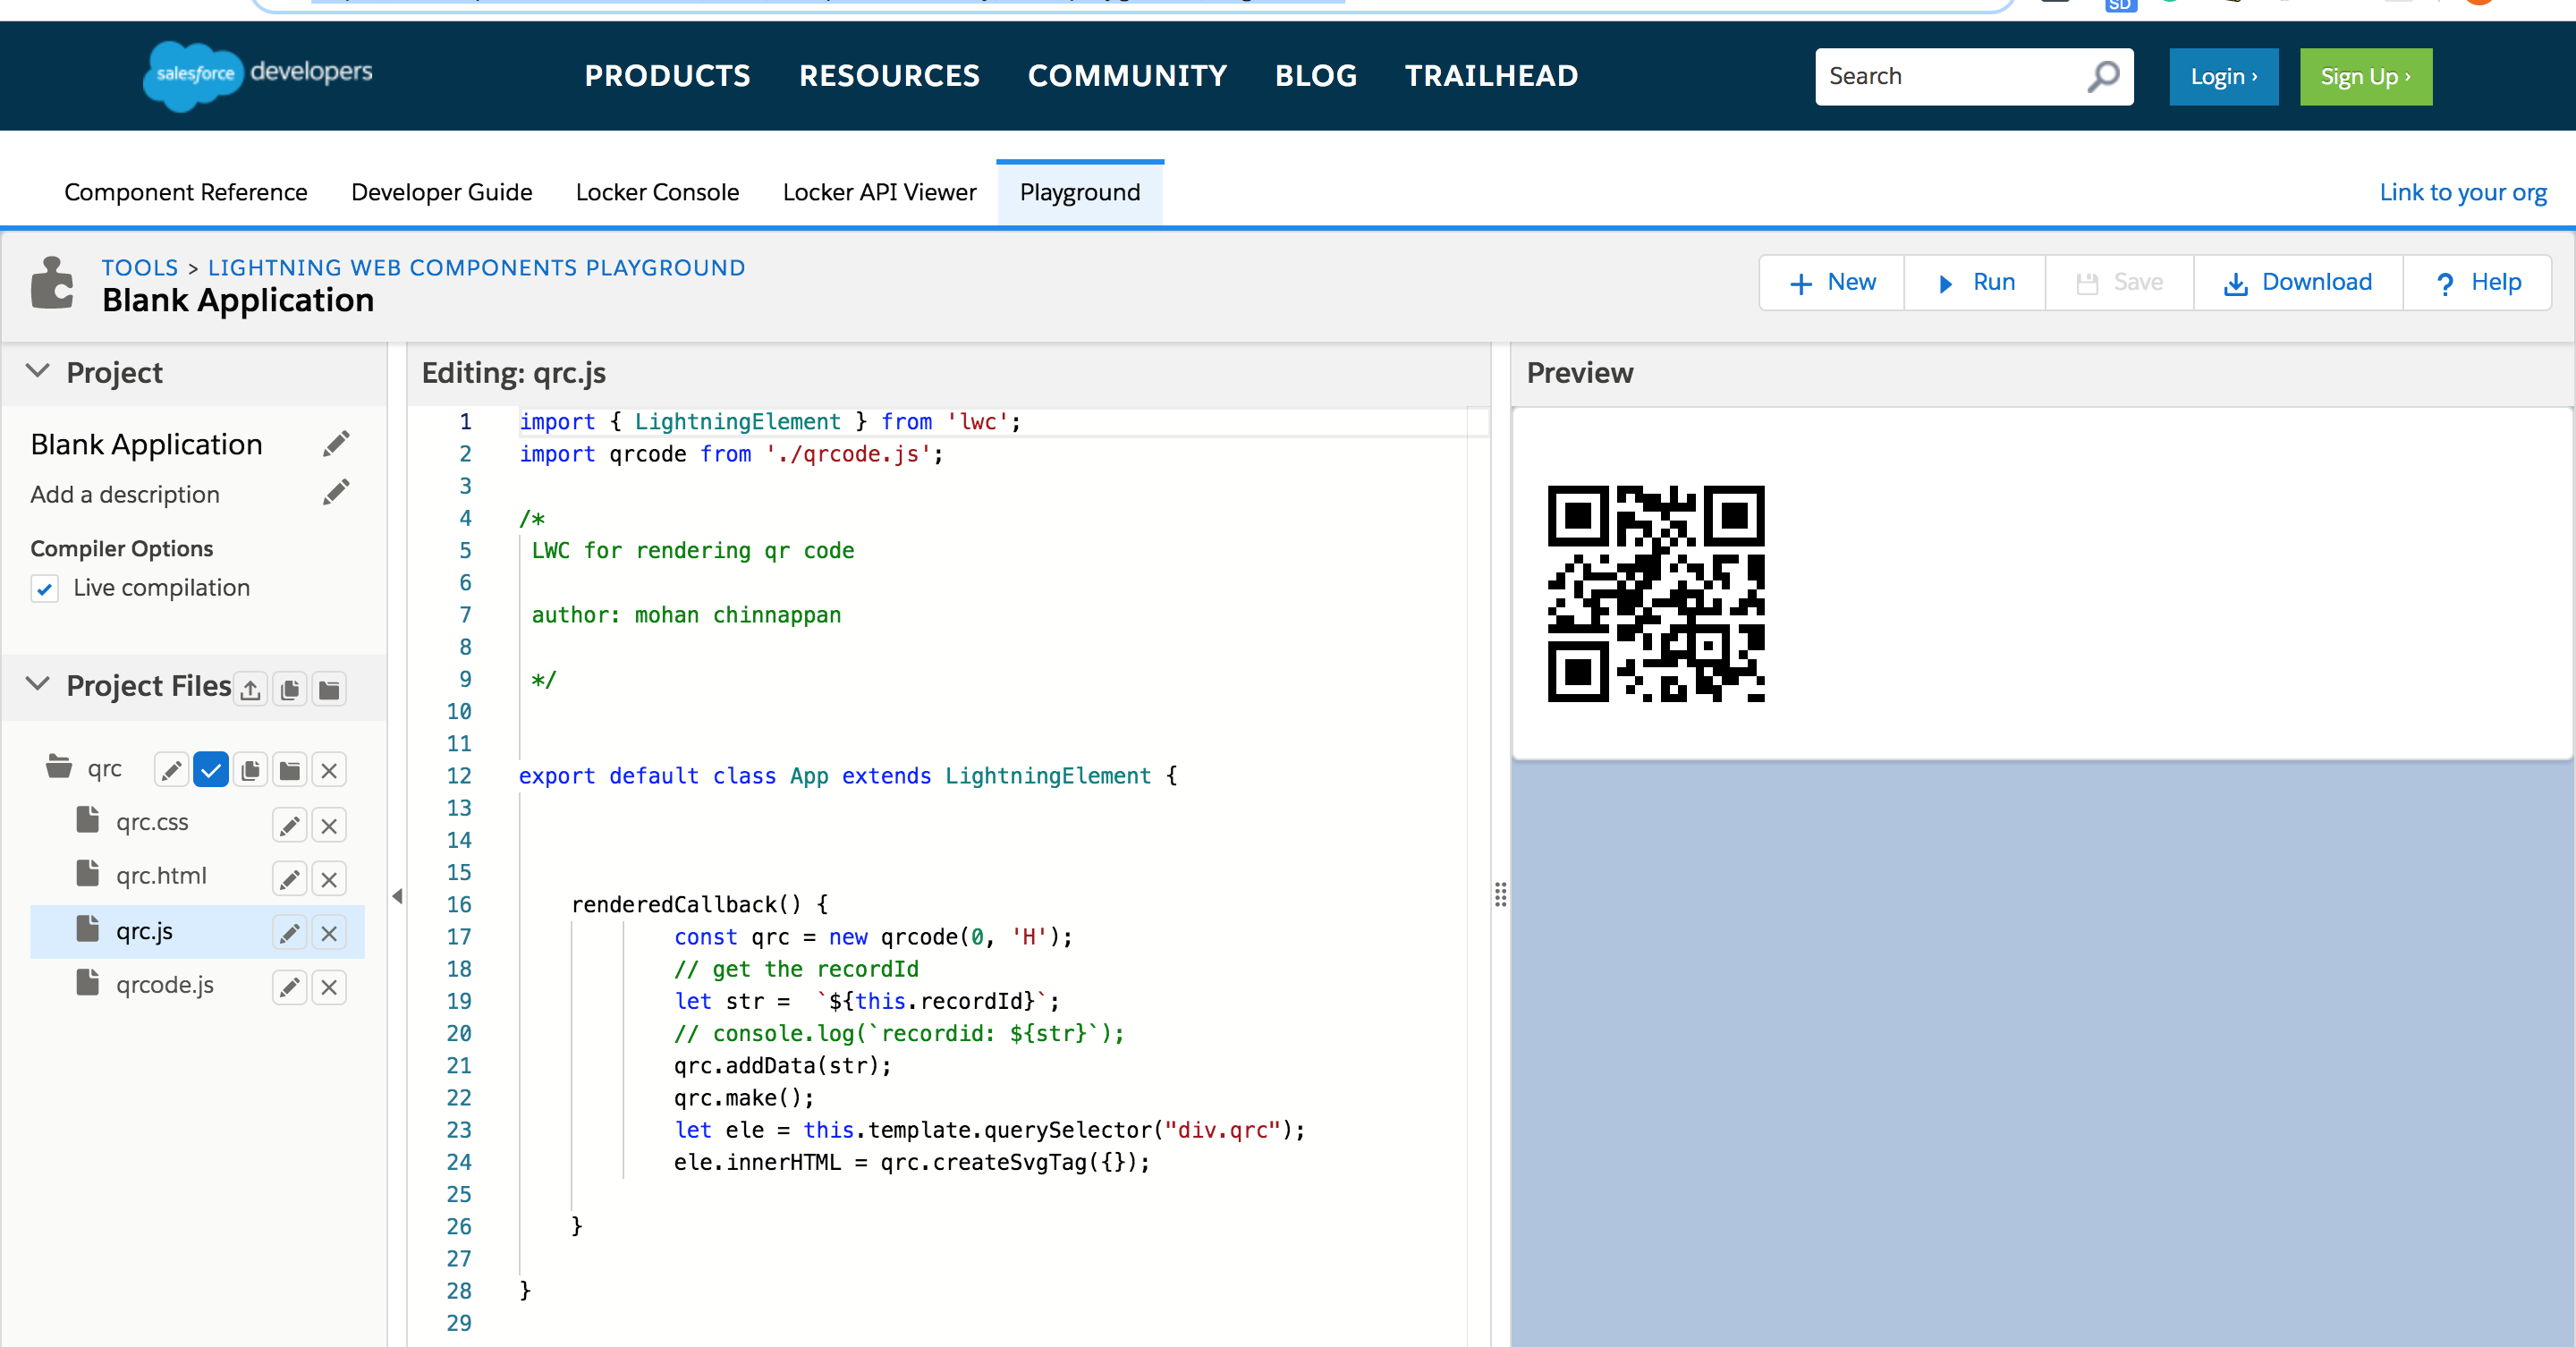 SD
salesforce developers
PRODUCTS RESOURCES COMMUNITY BLOG TRAILHEAD
Search
Login ›
Sign Up ›
Component Reference Developer Guide Locker Console Locker API Viewer Playground
Link to your org
TOOLS > LIGHTNING WEB COMPONENTS PLAYGROUND
Blank Application
New Run Save Download ? Help
Project
Blank Application
Add a description
Compiler Options
Live compilation
Project Files
qrc
qrc.css
qrc.html
qrc.js
qrcode.js
Editing: qrc.js
1 import { LightningElement } from 'lwc';
2 import qrcode from './qrcode.js';
3
4 /*
5 LWC for rendering qr code
6
7 author: mohan chinnappan
8
9 */
10
11
12 export default class App extends LightningElement {
13
14
15
16 renderedCallback() {
17 const qrc = new qrcode(0, 'H');
18 // get the recordId
19 let str =  `${this.recordId}`;
20 // console.log(`recordid: ${str}`);
21 qrc.addData(str);
22 qrc.make();
23 let ele = this.template.querySelector("div.qrc");
24 ele.innerHTML = qrc.createSvgTag({});
25
26 }
27
28 }
29
Preview